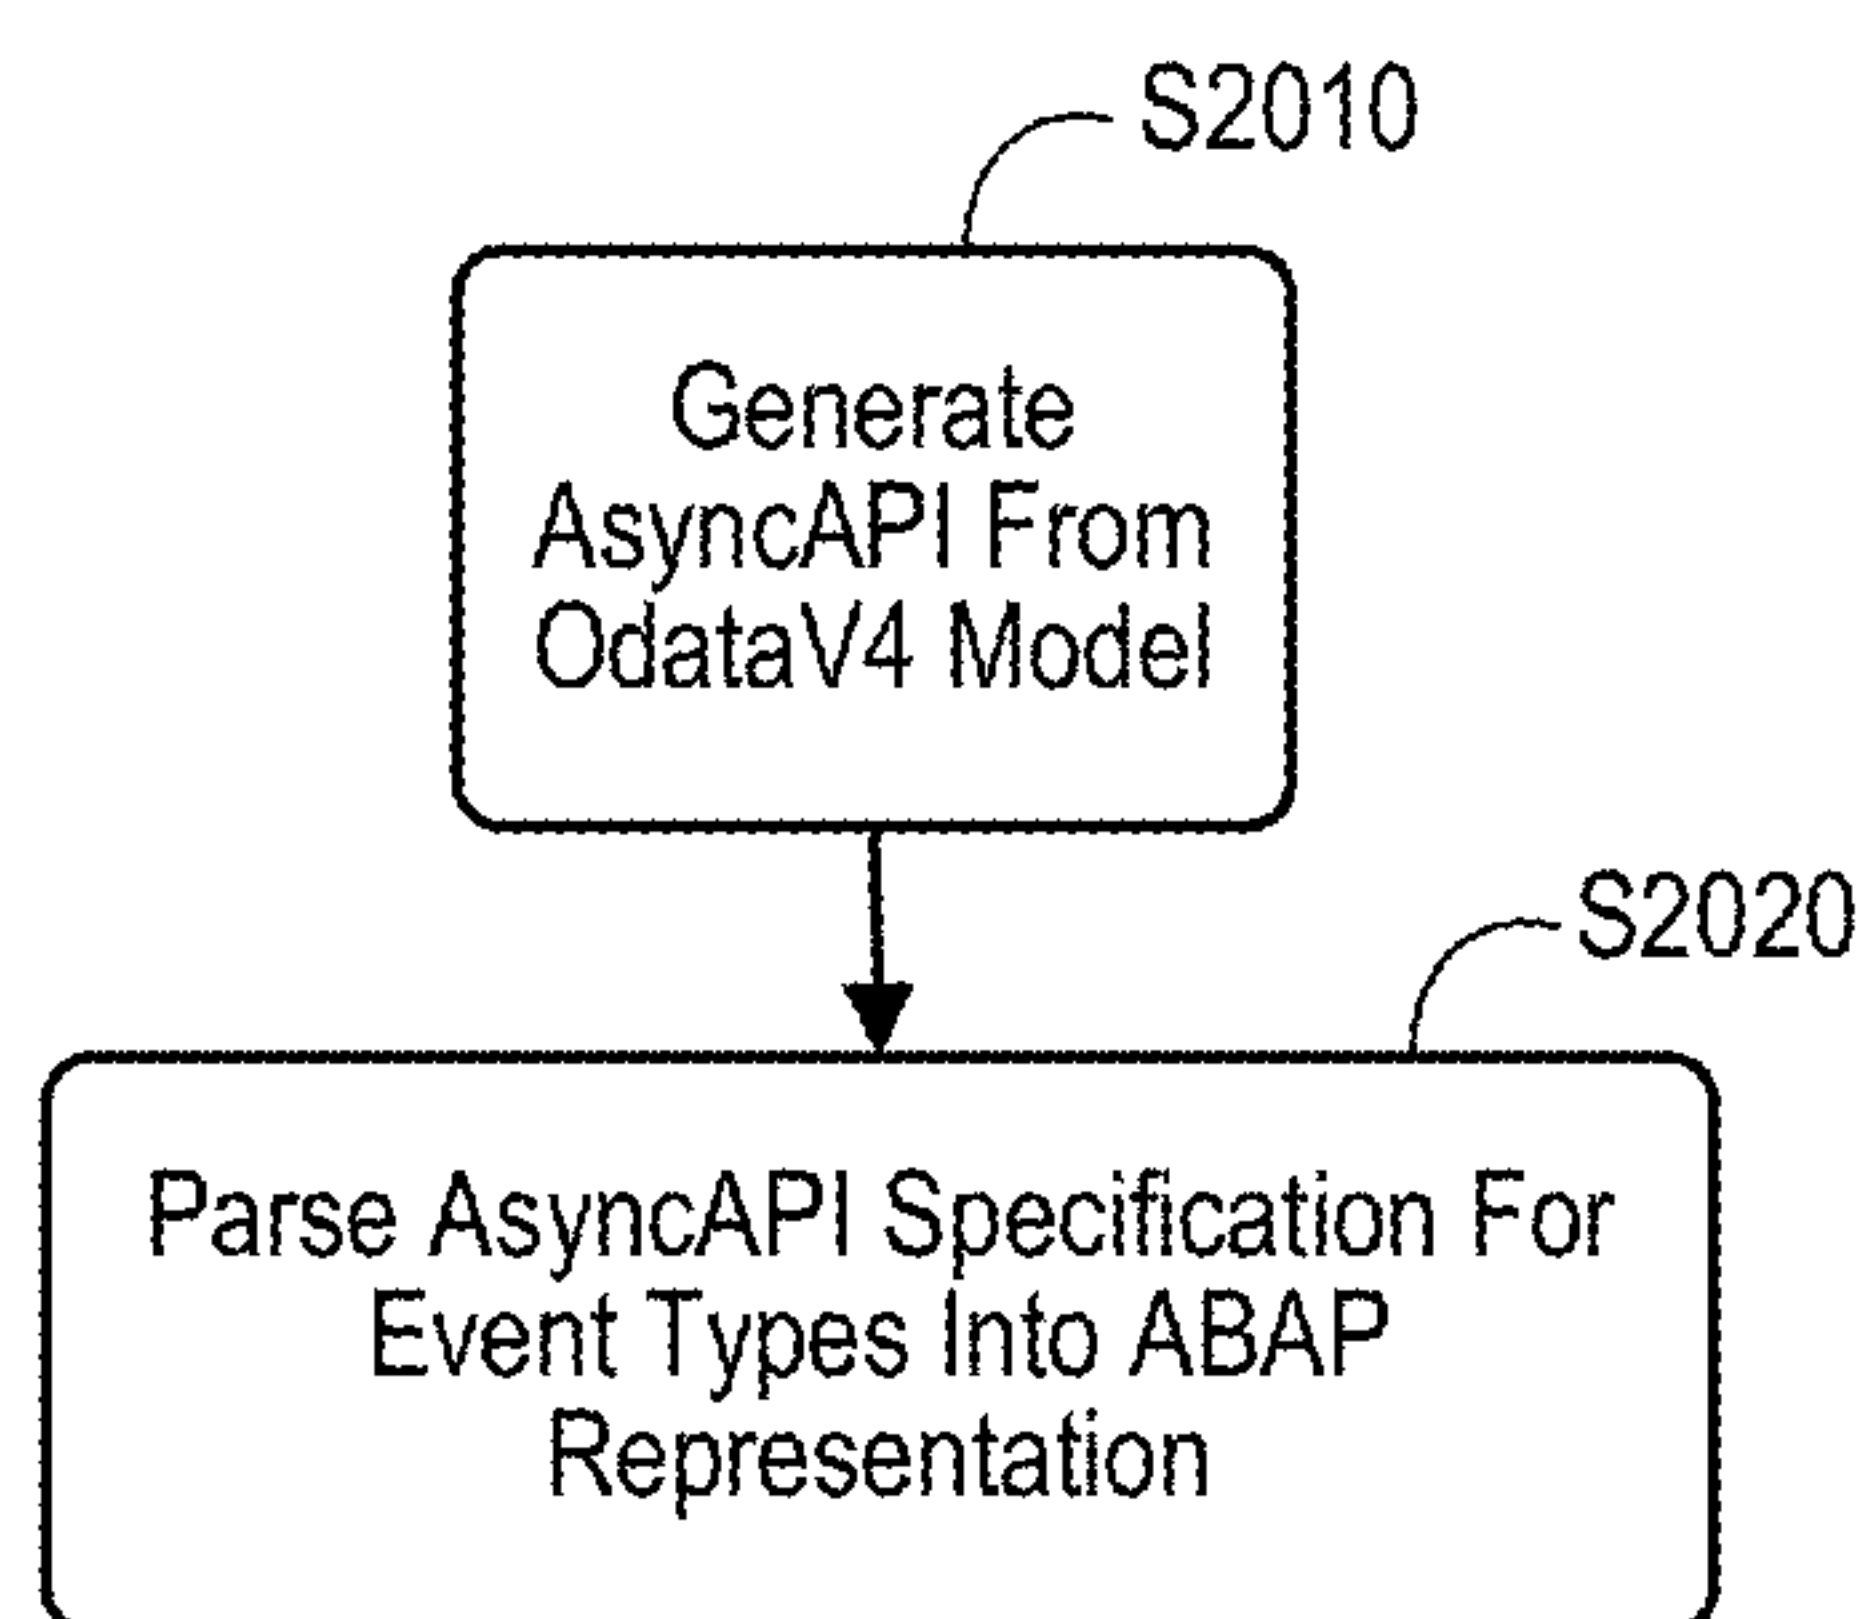 S2010
Generate
AsyncAPI From
OdataV4 Model
S2020
Parse AsyncAPI Specification For
Event Types Into ABAP
Representation